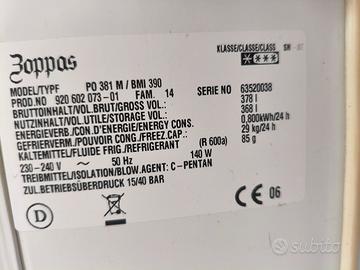 Zoppas
KLASSE/CLASSE/CLASS SN - ST
MODEL/TYPF PO 381 M / BMI 390
PROD.NO 920 602 073-01 FAM. 14 SERIE NO 63520038
BRUTTOINHALT/VOL.BRUT/GROSS VOL.: 378 l
NUTZINHALT/VOL.UTILE/STORAGE VOL.: 368 l
ENERGIEVERB./CON.D'ENERGIE/ENERGY CONS. 0,800kWh/24 h
GEFRIERVERM./POUVOIR CONG./FREEZ.CAP.: 29 kg/24 h
KALTEMITTEL/FLUIDE FRIG./REFRIGERANT (R 600a) 85 g
230-240 V ~ 50 Hz 140 W
TREIBMITTEL/ISOLATION/BLOW.AGENT: C-PENTAN
ZUL.BETRIEBSÜBERDRUCK 15/40 BAR
D CE 06
subito